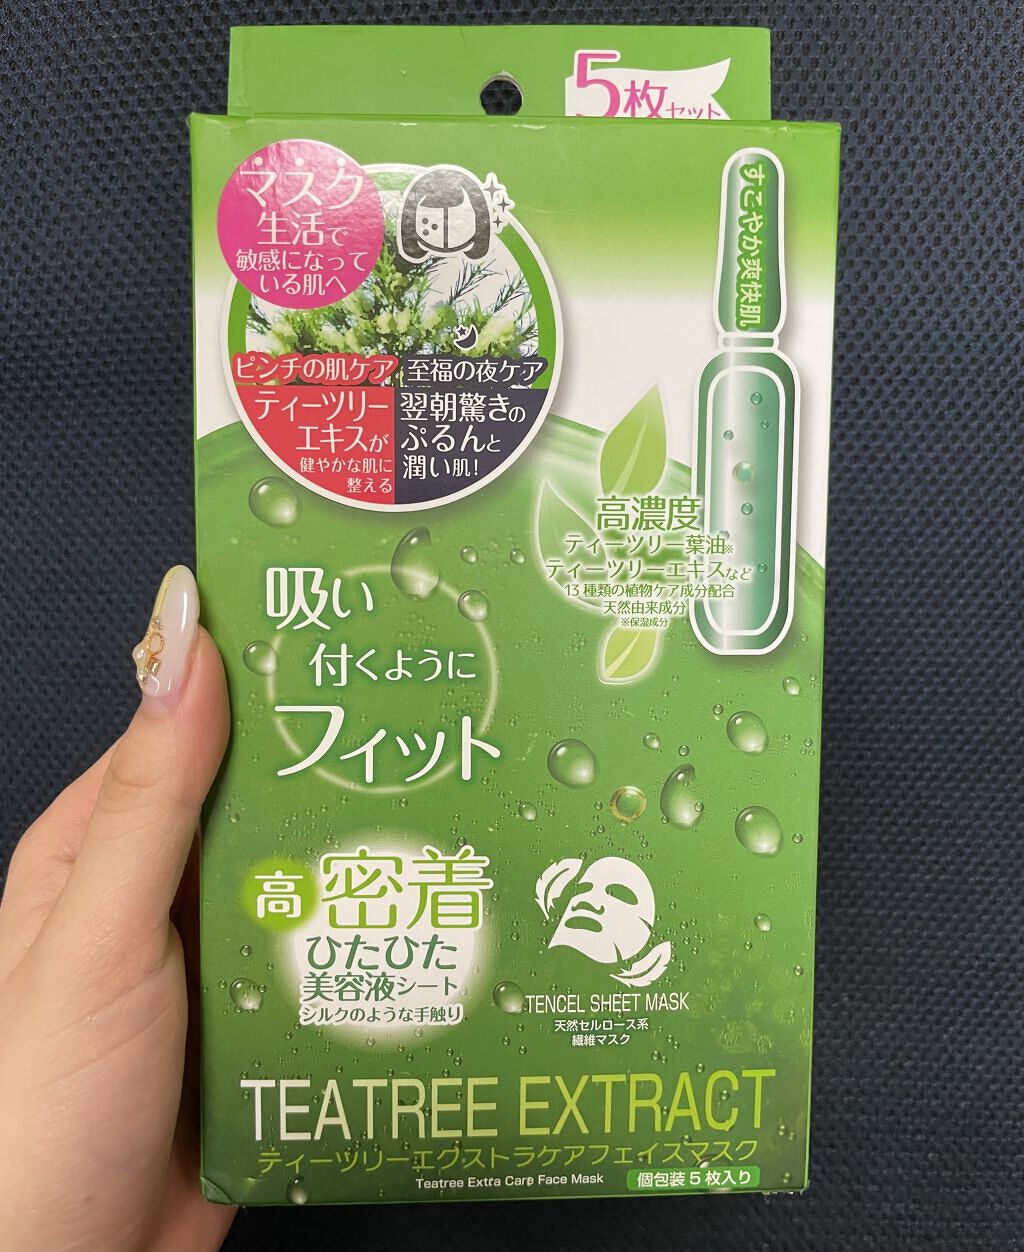 5枚セット
マスク
生活で
敏感になって
いる肌へ
すこやか爽快肌
ピンチの肌ケア
ティーツリー
エキスが
健やかな肌に
整える
至福の夜ケア
翌朝驚きの
ぷるんと
潤い肌!
高濃度
ティーツリー葉油※
ティーツリーエキスなど
13種類の植物ケア成分配合
天然由来成分
※保湿成分
吸い
付くように
フィット
高密着
ひたひた
美容液シート
シルクのような手触り
TENCEL SHEET MASK
天然セルロース系
繊維マスク
TEATREE EXTRACT
ティーツリーエクストラケアフェイスマスク
Teatree Extra Care Face Mask
個包装5枚入り